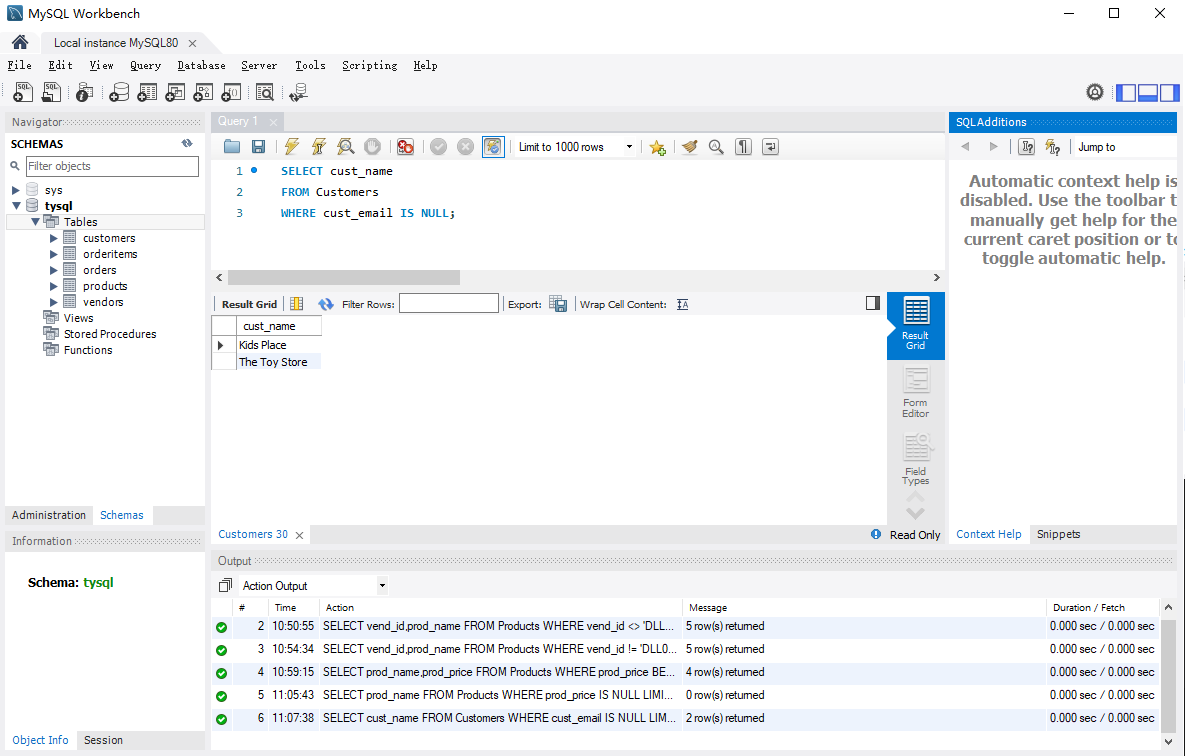 MySQL Workbench
Local instance MySQL80
File Edit View Query Database Server Tools Scripting Help
Navigator
SCHEMAS
Filter objects
sys
tysql
Tables
customers
orderitems
orders
products
vendors
Views
Stored Procedures
Functions
Administration Schemas
Information
Schema: tysql
Object Info Session
Query 1
Limit to 1000 rows
1 SELECT cust_name
2 FROM Customers
3 WHERE cust_email IS NULL;
Result Grid Filter Rows: Export: Wrap Cell Content:
cust_name
Kids Place
The Toy Store
Result
Grid
Form
Editor
Field
Types
Customers 30 Read Only
SQLAdditions
Jump to
Automatic context help is
disabled. Use the toolbar t
manually get help for the
current caret position or to
toggle automatic help.
Context Help Snippets
Output
Action Output
# Time Action Message Duration / Fetch
2 10:50:55 SELECT vend_id,prod_name FROM Products WHERE vend_id <> 'DLL... 5 row(s) returned 0.000 sec / 0.000 sec
3 10:54:34 SELECT vend_id,prod_name FROM Products WHERE vend_id != 'DLL0... 5 row(s) returned 0.000 sec / 0.000 sec
4 10:59:15 SELECT prod_name,prod_price FROM Products WHERE prod_price BE... 4 row(s) returned 0.000 sec / 0.000 sec
5 11:05:43 SELECT prod_name FROM Products WHERE prod_price IS NULL LIMI... 0 row(s) returned 0.000 sec / 0.000 sec
6 11:07:38 SELECT cust_name FROM Customers WHERE cust_email IS NULL LIM... 2 row(s) returned 0.000 sec / 0.000 sec